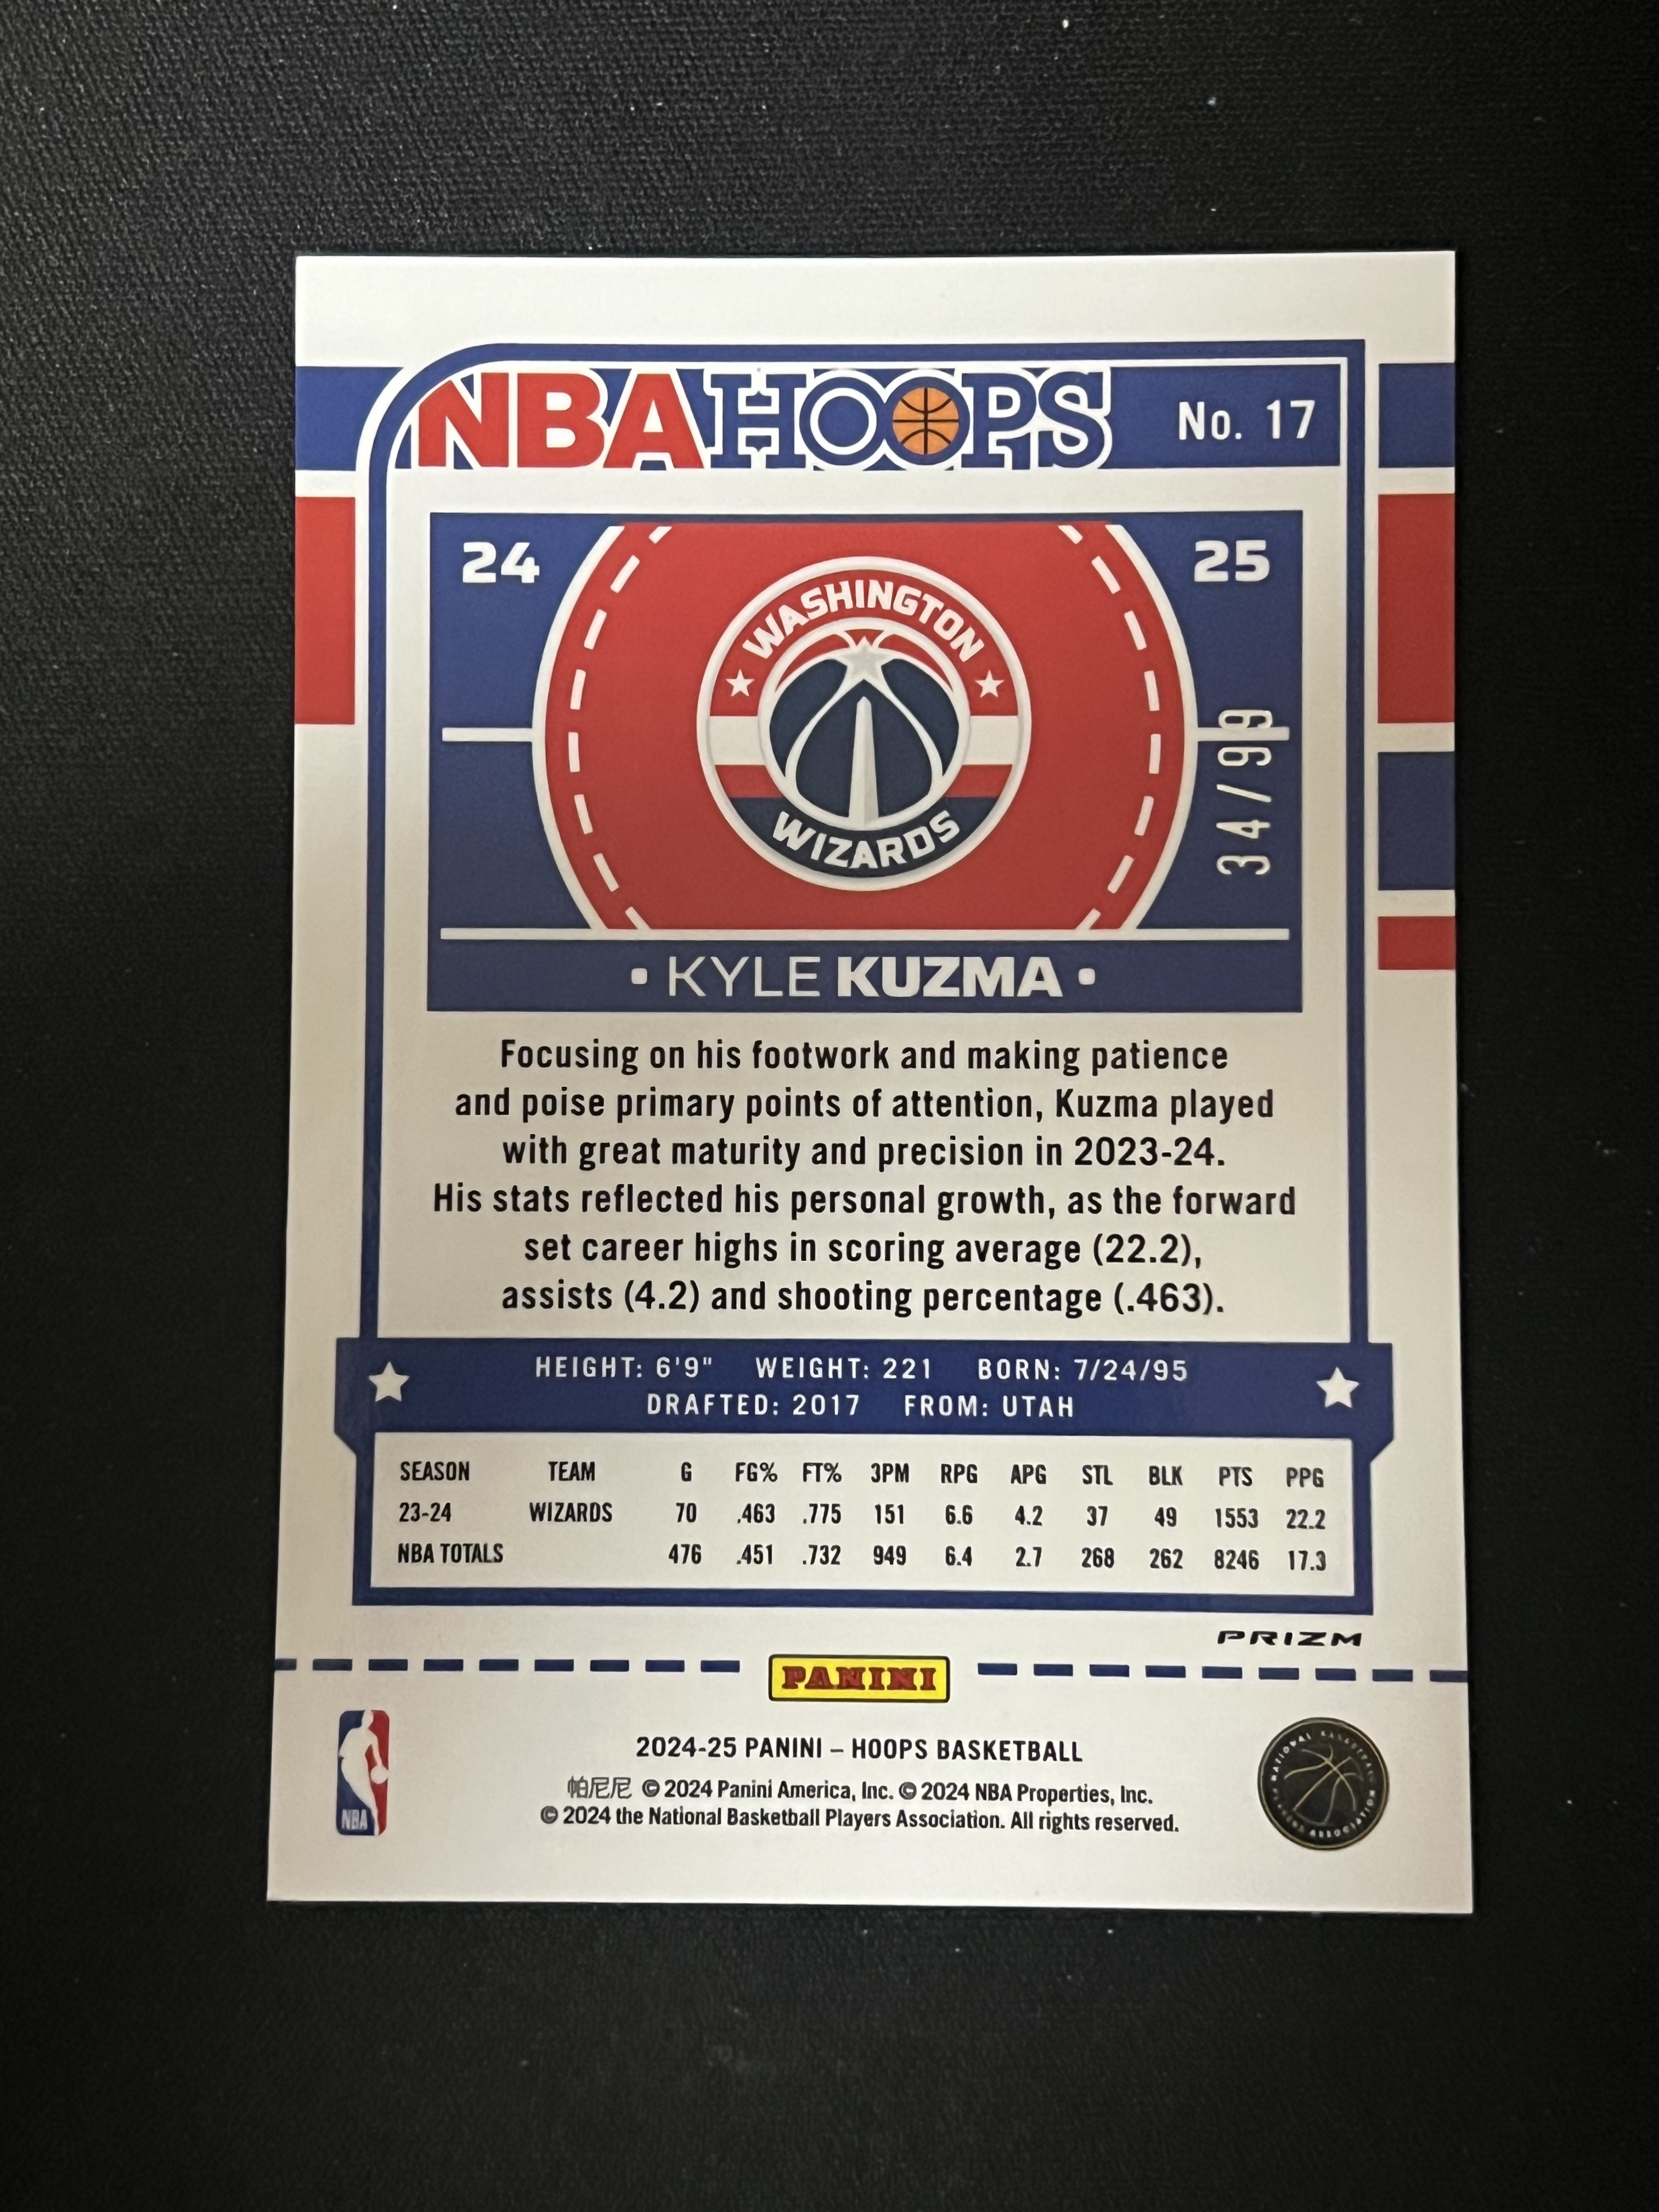 NBA HOOPS No. 17
24 25
WASHINGTON
WIZARDS
34/99
• KYLE KUZMA •
Focusing on his footwork and making patience
and poise primary points of attention, Kuzma played
with great maturity and precision in 2023-24.
His stats reflected his personal growth, as the forward
set career highs in scoring average (22.2),
assists (4.2) and shooting percentage (.463).
HEIGHT: 6'9" WEIGHT: 221 BORN: 7/24/95
DRAFTED: 2017 FROM: UTAH
SEASON TEAM G FG% FT% 3PM RPG APG STL BLK PTS PPG
23-24 WIZARDS 70 .463 .775 151 6.6 4.2 37 49 1553 22.2
NBA TOTALS 476 .451 .732 949 6.4 2.7 268 262 8246 17.3
PRIZM
PANINI
2024-25 PANINI – HOOPS BASKETBALL
帕尼尼 © 2024 Panini America, Inc. © 2024 NBA Properties, Inc.
© 2024 the National Basketball Players Association. All rights reserved.
NBA
NATIONAL BASKETBALL PLAYERS ASSOCIATION